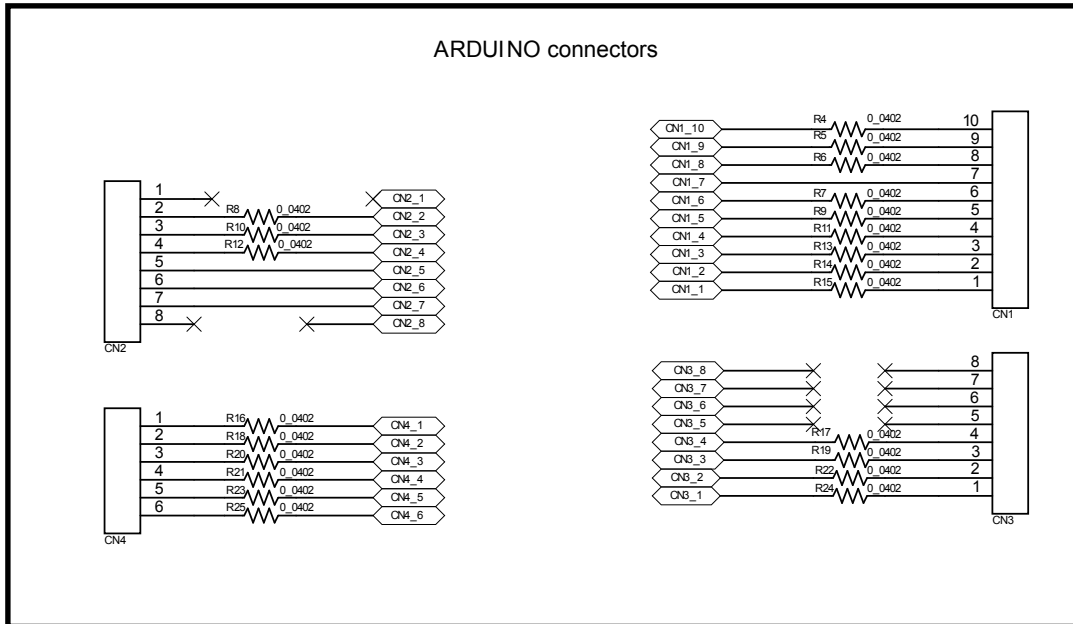 ARDUINO connectors
1 CN2_1
2 R8 0_0402 CN2_2
3 R10 0_0402 CN2_3
4 R12 0_0402 CN2_4
5 CN2_5
6 CN2_6
7 CN2_7
8 CN2_8
CN2
CN1_10 R4 0_0402 10
CN1_9 R5 0_0402 9
CN1_8 R6 0_0402 8
CN1_7 7
CN1_6 R7 0_0402 6
CN1_5 R9 0_0402 5
CN1_4 R11 0_0402 4
CN1_3 R13 0_0402 3
CN1_2 R14 0_0402 2
CN1_1 R15 0_0402 1
CN1
1 R16 0_0402 CN4_1
2 R18 0_0402 CN4_2
3 R20 0_0402 CN4_3
4 R21 0_0402 CN4_4
5 R23 0_0402 CN4_5
6 R25 0_0402 CN4_6
CN4
CN3_8 8
CN3_7 7
CN3_6 6
CN3_5 5
CN3_4 R17 0_0402 4
CN3_3 R19 0_0402 3
CN3_2 R22 0_0402 2
CN3_1 R24 0_0402 1
CN3